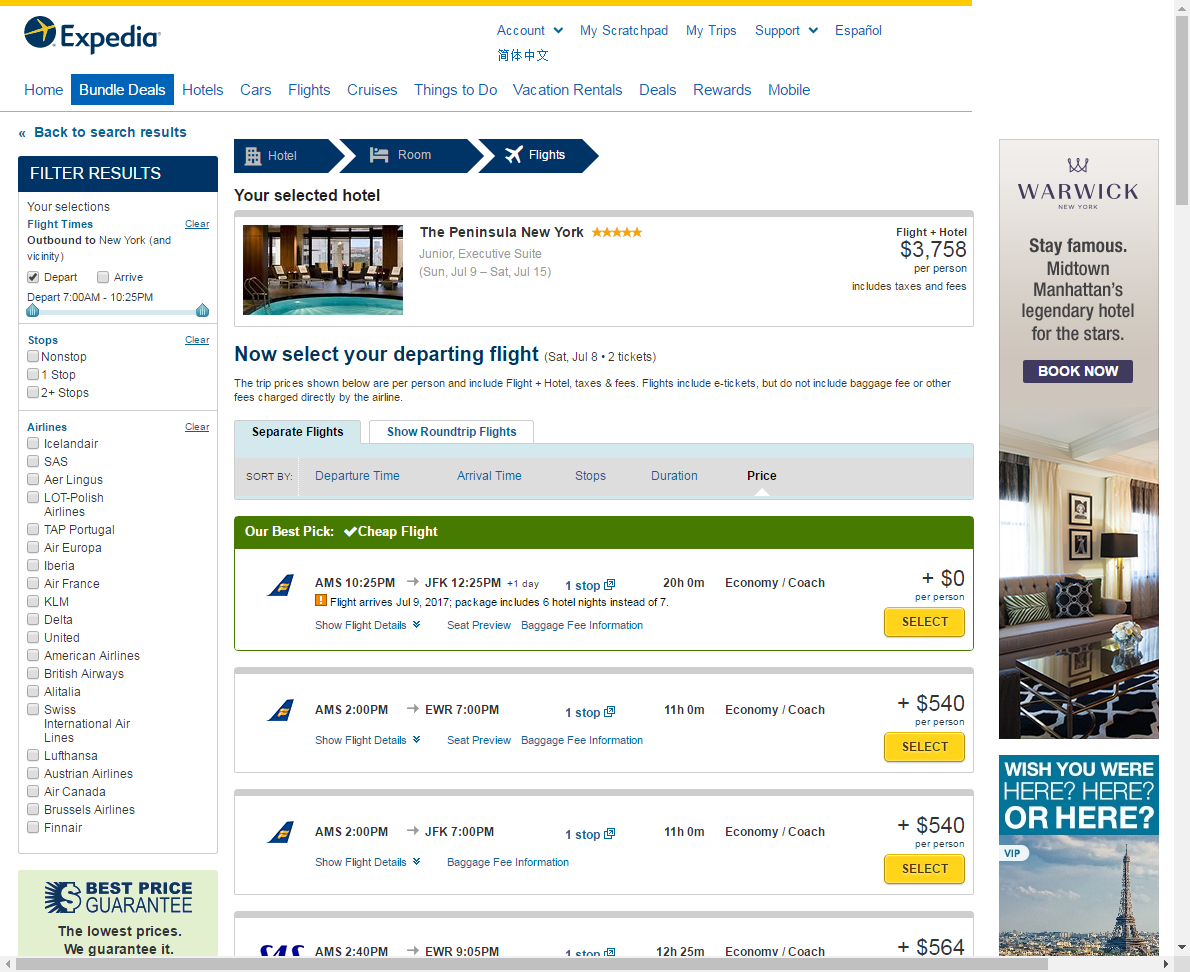 Expedia
Account My Scratchpad My Trips Support Español
简体中文
Home Bundle Deals Hotels Cars Flights Cruises Things to Do Vacation Rentals Deals Rewards Mobile
« Back to search results
FILTER RESULTS
Your selections
Flight Times Clear
Outbound to New York (and
vicinity)
Depart Arrive
Depart 7:00AM - 10:25PM
Stops Clear
Nonstop
1 Stop
2+ Stops
Airlines Clear
Icelandair
SAS
Aer Lingus
LOT-Polish
Airlines
TAP Portugal
Air Europa
Iberia
Air France
KLM
Delta
United
American Airlines
British Airways
Alitalia
Swiss
International Air
Lines
Lufthansa
Austrian Airlines
Air Canada
Brussels Airlines
Finnair
BEST PRICE
GUARANTEE
The lowest prices.
We guarantee it.
Hotel Room Flights
Your selected hotel
The Peninsula New York
Junior, Executive Suite
(Sun, Jul 9 – Sat, Jul 15)
Flight + Hotel
$3,758
per person
includes taxes and fees
Now select your departing flight (Sat, Jul 8 • 2 tickets)
The trip prices shown below are per person and include Flight + Hotel, taxes & fees. Flights include e-tickets, but do not include baggage fee or other
fees charged directly by the airline.
Separate Flights Show Roundtrip Flights
SORT BY: Departure Time Arrival Time Stops Duration Price
Our Best Pick: Cheap Flight
AMS 10:25PM → JFK 12:25PM +1 day 1 stop 20h 0m Economy / Coach + $0
per person
! Flight arrives Jul 9, 2017; package includes 6 hotel nights instead of 7.
Show Flight Details Seat Preview Baggage Fee Information SELECT
AMS 2:00PM → EWR 7:00PM 1 stop 11h 0m Economy / Coach + $540
per person
Show Flight Details Seat Preview Baggage Fee Information SELECT
AMS 2:00PM → JFK 7:00PM 1 stop 11h 0m Economy / Coach + $540
per person
Show Flight Details Baggage Fee Information SELECT
SAS AMS 2:40PM → EWR 9:05PM 1 stop 12h 25m Economy / Coach + $564
WARWICK
NEW YORK
Stay famous.
Midtown
Manhattan's
legendary hotel
for the stars.
BOOK NOW
WISH YOU WERE
HERE? HERE?
OR HERE?
VIP